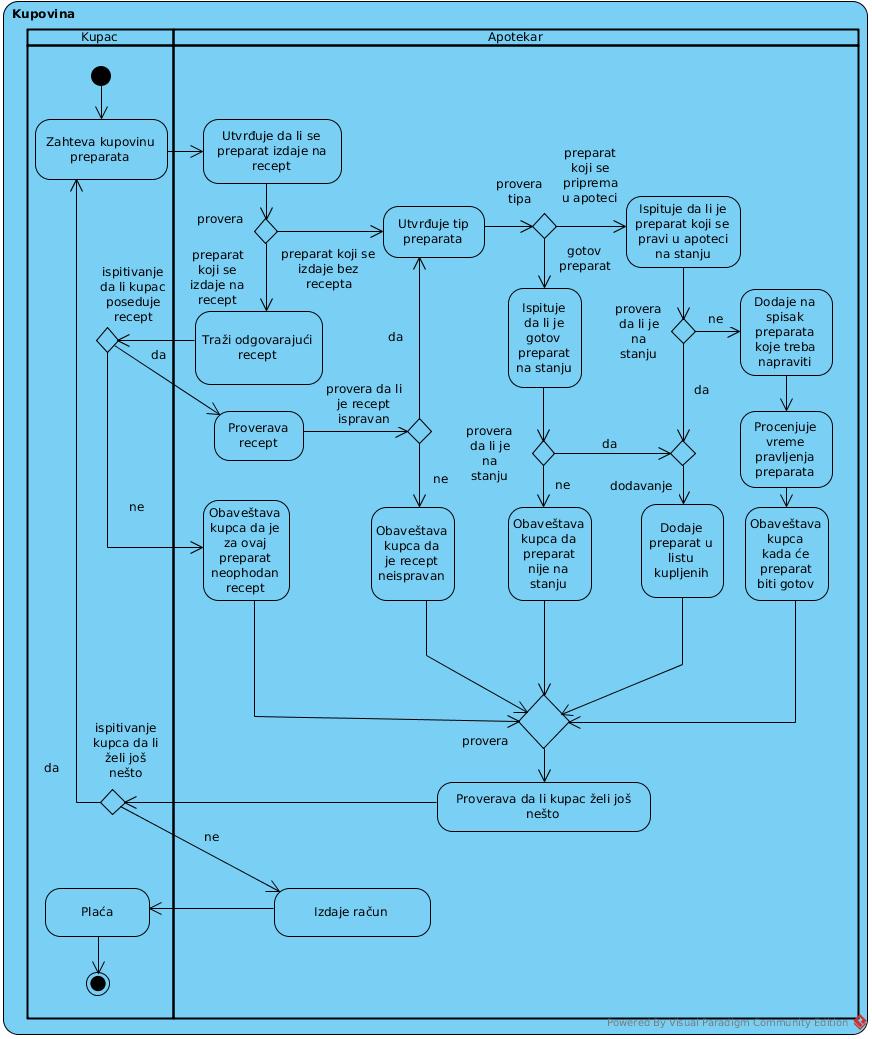 Kupovina
Kupac
Apotekar
Zahteva kupovinu
preparata
Utvrđuje da li se
preparat izdaje na
recept
provera
preparat koji se
izdaje bez
recepta
preparat
koji se
izdaje na
recept
Utvrđuje tip
preparata
provera
tipa
preparat
koji se
priprema
u apoteci
gotov
preparat
Ispituje da li je
preparat koji se
pravi u apoteci
na stanju
ispitivanje
da li kupac
poseduje
recept
Traži odgovarajući
recept
da
Proverava
recept
provera da li
je recept
ispravan
da
ne
Ispituje
da li je
gotov
preparat
na stanju
provera
da li je
na
stanju
ne
Dodaje na
spisak
preparata
koje treba
napraviti
da
Procenjuje
vreme
pravljenja
preparata
provera
da li je
na
stanju
da
ne
dodavanje
ne
Obaveštava
kupca da je
za ovaj
preparat
neophodan
recept
Obaveštava
kupca da
je recept
neispravan
Obaveštava
kupca da
preparat
nije na
stanju
Dodaje
preparat u
listu
kupljenih
Obaveštava
kupca
kada će
preparat
biti gotov
provera
Proverava da li kupac želi još
nešto
ispitivanje
kupca da li
želi još
nešto
da
ne
Izdaje račun
Plaća
Powered By Visual Paradigm Community Edition